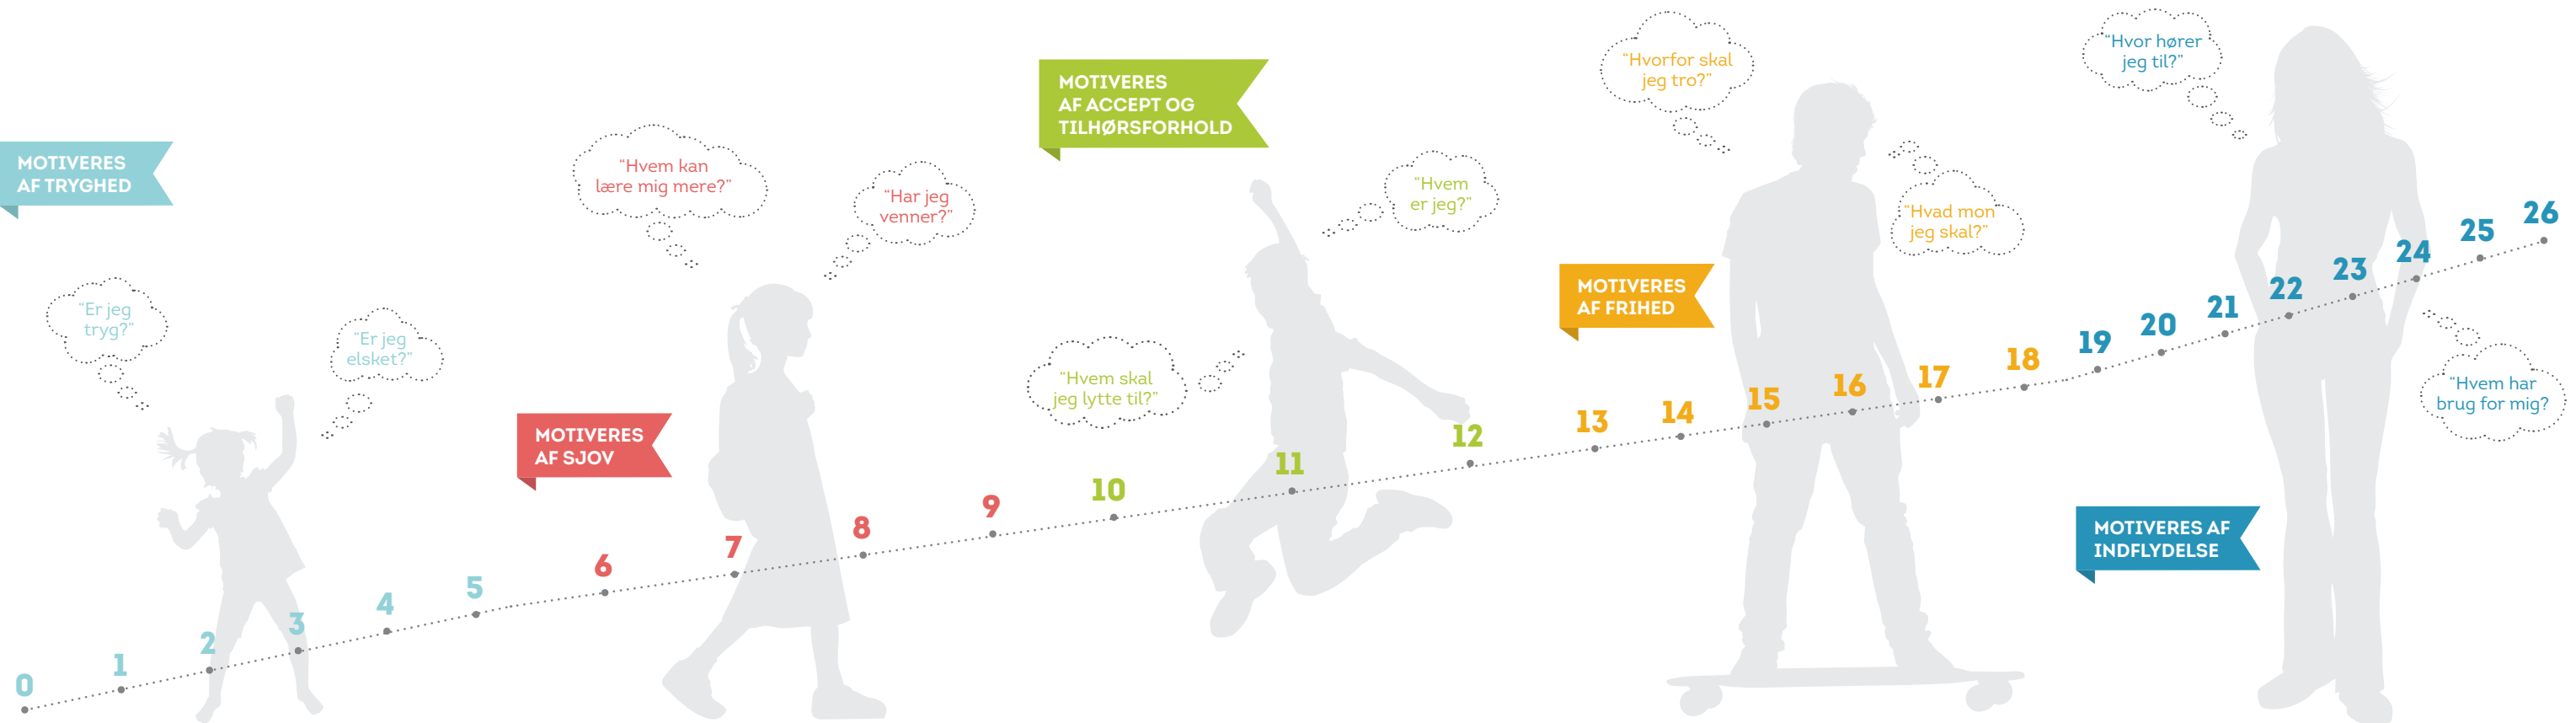 MOTIVERES
AF TRYGHED
“Er jeg
tryg?”
“Er jeg
elsket?”
0
1
2
3
4
5
MOTIVERES
AF SJOV
“Hvem kan
lære mig mere?”
“Har jeg
venner?”
6
7
8
9
MOTIVERES
AF ACCEPT OG
TILHØRSFORHOLD
“Hvem skal
jeg lytte til?”
“Hvem
er jeg?”
10
11
12
MOTIVERES
AF FRIHED
“Hvorfor skal
jeg tro?”
“Hvad mon
jeg skal?”
13
14
15
16
17
18
MOTIVERES AF
INDFLYDELSE
“Hvor hører
jeg til?”
“Hvem har
brug for mig?
19
20
21
22
23
24
25
26